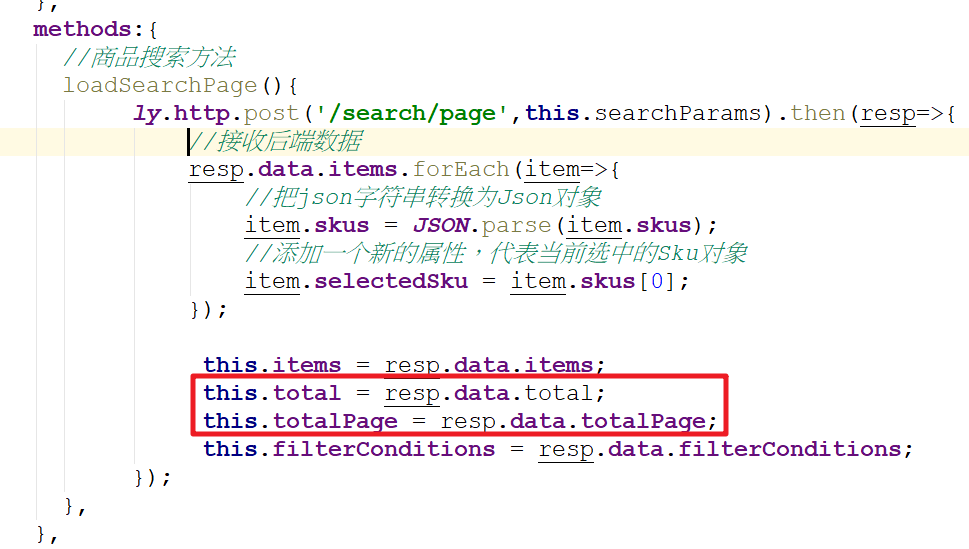 },
methods:{
//商品搜索方法
loadSearchPage(){
ly.http.post('/search/page',this.searchParams).then(resp=>{
//接收后端数据
resp.data.items.forEach(item=>{
//把json字符串转换为Json对象
item.skus = JSON.parse(item.skus);
//添加一个新的属性，代表当前选中的Sku对象
item.selectedSku = item.skus[0];
});
this.items = resp.data.items;
this.total = resp.data.total;
this.totalPage = resp.data.totalPage;
this.filterConditions = resp.data.filterConditions;
});
},
},